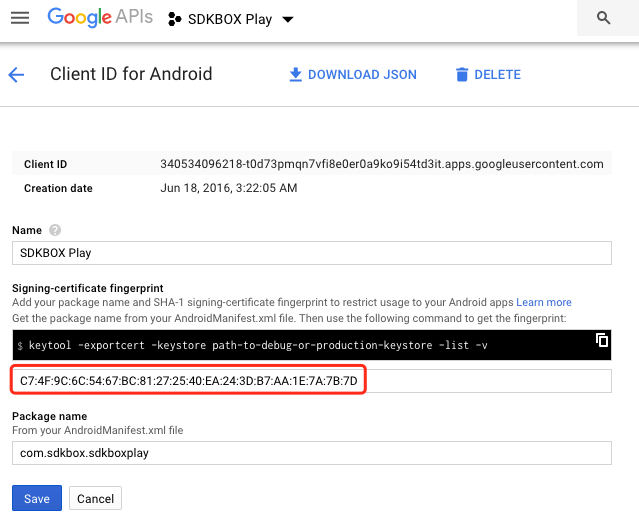 Google APIs SDKBOX Play
Client ID for Android DOWNLOAD JSON DELETE
Client ID 340534096218-t0d73pmqn7vfi8e0er0a9ko9i54td3it.apps.googleusercontent.com
Creation date Jun 18, 2016, 3:22:05 AM
Name ?
SDKBOX Play
Signing-certificate fingerprint
Add your package name and SHA-1 signing-certificate fingerprint to restrict usage to your Android apps Learn more
Get the package name from your AndroidManifest.xml file. Then use the following command to get the fingerprint:
$ keytool -exportcert -keystore path-to-debug-or-production-keystore -list -v
C7:4F:9C:6C:54:67:BC:81:27:25:40:EA:24:3D:B7:AA:1E:7A:7B:7D
Package name
From your AndroidManifest.xml file
com.sdkbox.sdkboxplay
Save Cancel